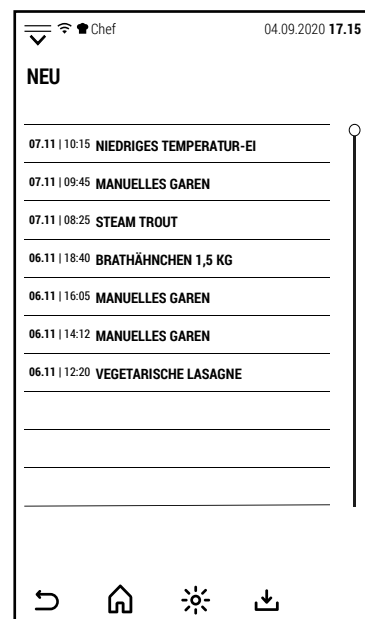 Chef 04.09.2020 17.15
NEU
07.11 | 10:15 NIEDRIGES TEMPERATUR-EI
07.11 | 09:45 MANUELLES GAREN
07.11 | 08:25 STEAM TROUT
06.11 | 18:40 BRATHÄHNCHEN 1,5 KG
06.11 | 16:05 MANUELLES GAREN
06.11 | 14:12 MANUELLES GAREN
06.11 | 12:20 VEGETARISCHE LASAGNE